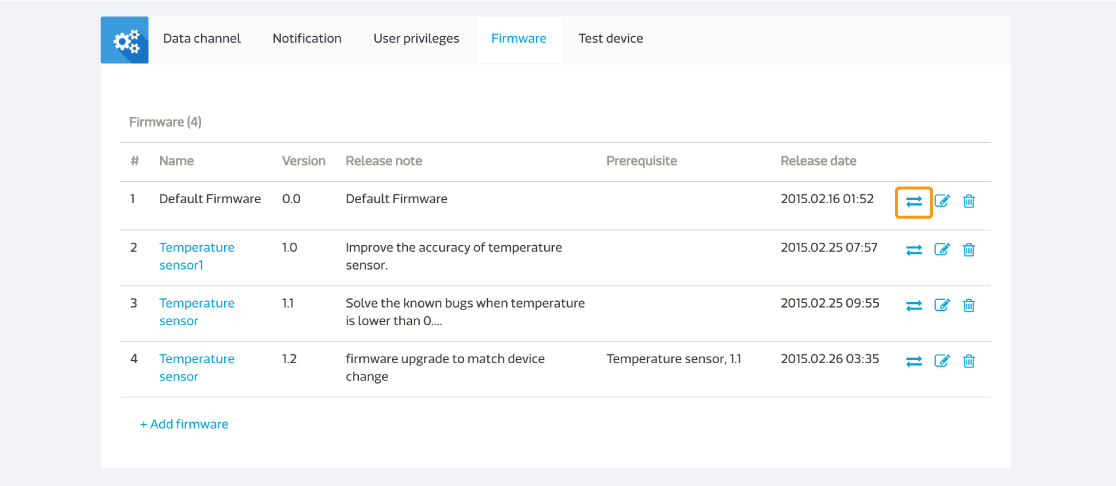 Data channel Notification User privileges Firmware Test device
Firmware (4)
# Name Version Release note Prerequisite Release date
1 Default Firmware 0.0 Default Firmware 2015.02.16 01:52
2 Temperature 1.0 Improve the accuracy of temperature 2015.02.25 07:57
sensor1 sensor.
3 Temperature 1.1 Solve the known bugs when temperature 2015.02.25 09:55
sensor is lower than 0....
4 Temperature 1.2 firmware upgrade to match device Temperature sensor, 1.1 2015.02.26 03:35
sensor change
+ Add firmware